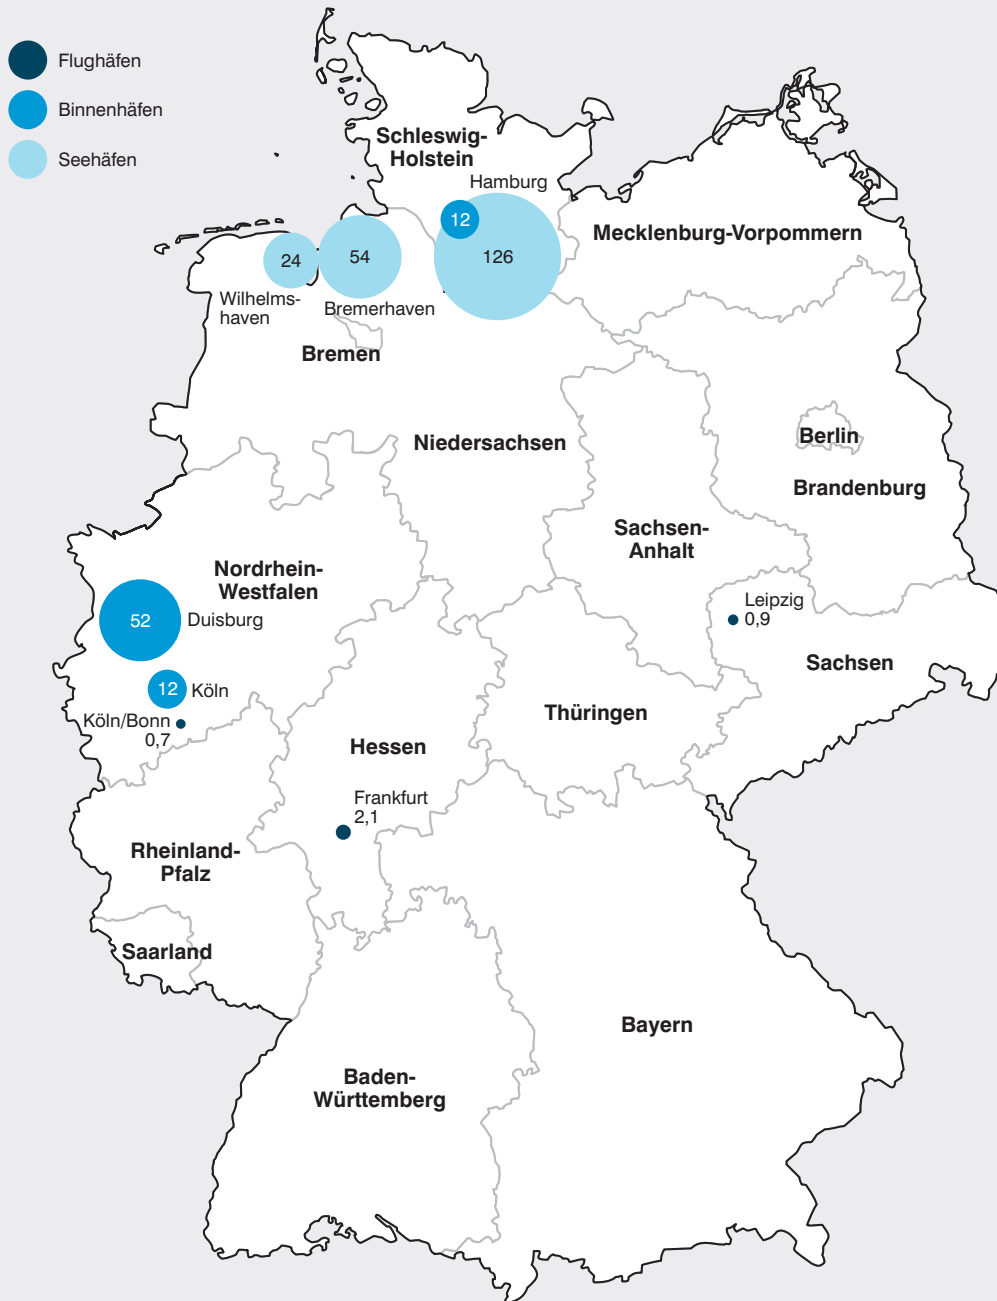 Flughäfen
Binnenhäfen
Seehäfen
Schleswig-
Holstein
Hamburg
12
126
Mecklenburg-Vorpommern
24
54
Wilhelms-
haven
Bremerhaven
Bremen
Niedersachsen
Berlin
Brandenburg
Sachsen-
Anhalt
Nordrhein-
Westfalen
52
Duisburg
Leipzig
0,9
Sachsen
12
Köln
Köln/Bonn
0,7
Thüringen
Hessen
Frankfurt
2,1
Rheinland-
Pfalz
Saarland
Bayern
Baden-
Württemberg